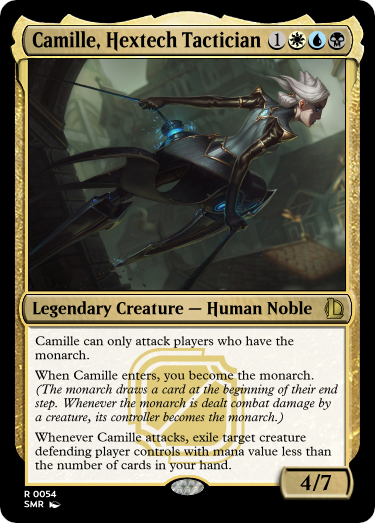 Camille, Hextech Tactician 1
Legendary Creature — Human Noble
Camille can only attack players who have the
monarch.
When Camille enters, you become the monarch.
(The monarch draws a card at the beginning of their end
step. Whenever the monarch is dealt combat damage by
a creature, its controller becomes the monarch.)
Whenever Camille attacks, exile target creature
defending player controls with mana value less than
the number of cards in your hand.
4/7
R 0054
SMR